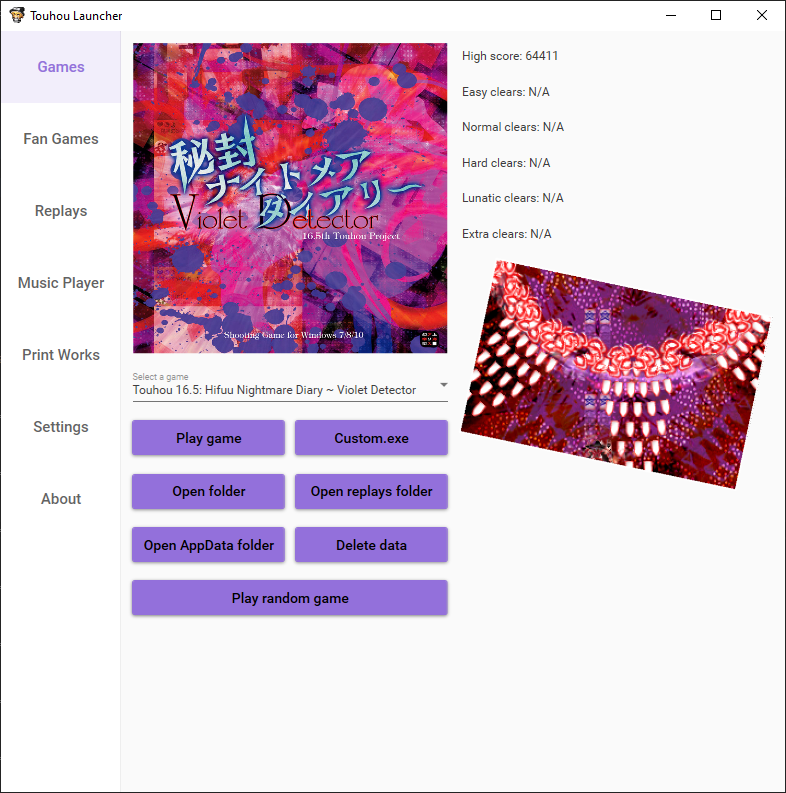 Touhou Launcher
Games
Fan Games
Replays
Music Player
Print Works
Settings
About
秘封
ナイトメア
ダイアリー
Violet Detector
16.5th Touhou Project
Shooting Game for Windows 7/8/10
Select a game
Touhou 16.5: Hifuu Nightmare Diary ~ Violet Detector
Play game
Custom.exe
Open folder
Open replays folder
Open AppData folder
Delete data
Play random game
High score: 64411
Easy clears: N/A
Normal clears: N/A
Hard clears: N/A
Lunatic clears: N/A
Extra clears: N/A